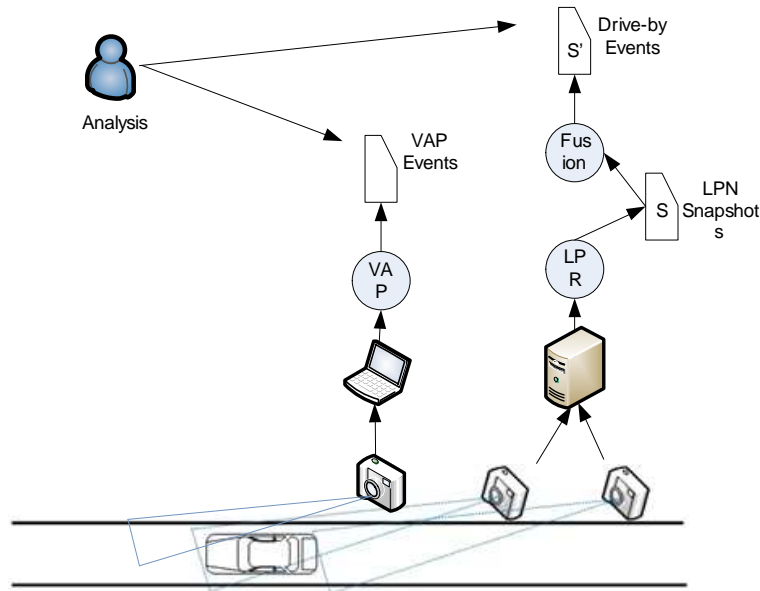 Drive-by
Events
S'
Analysis
VAP
Events
Fus
ion
LPN
Snapshot
s
S
VA
P
LP
R